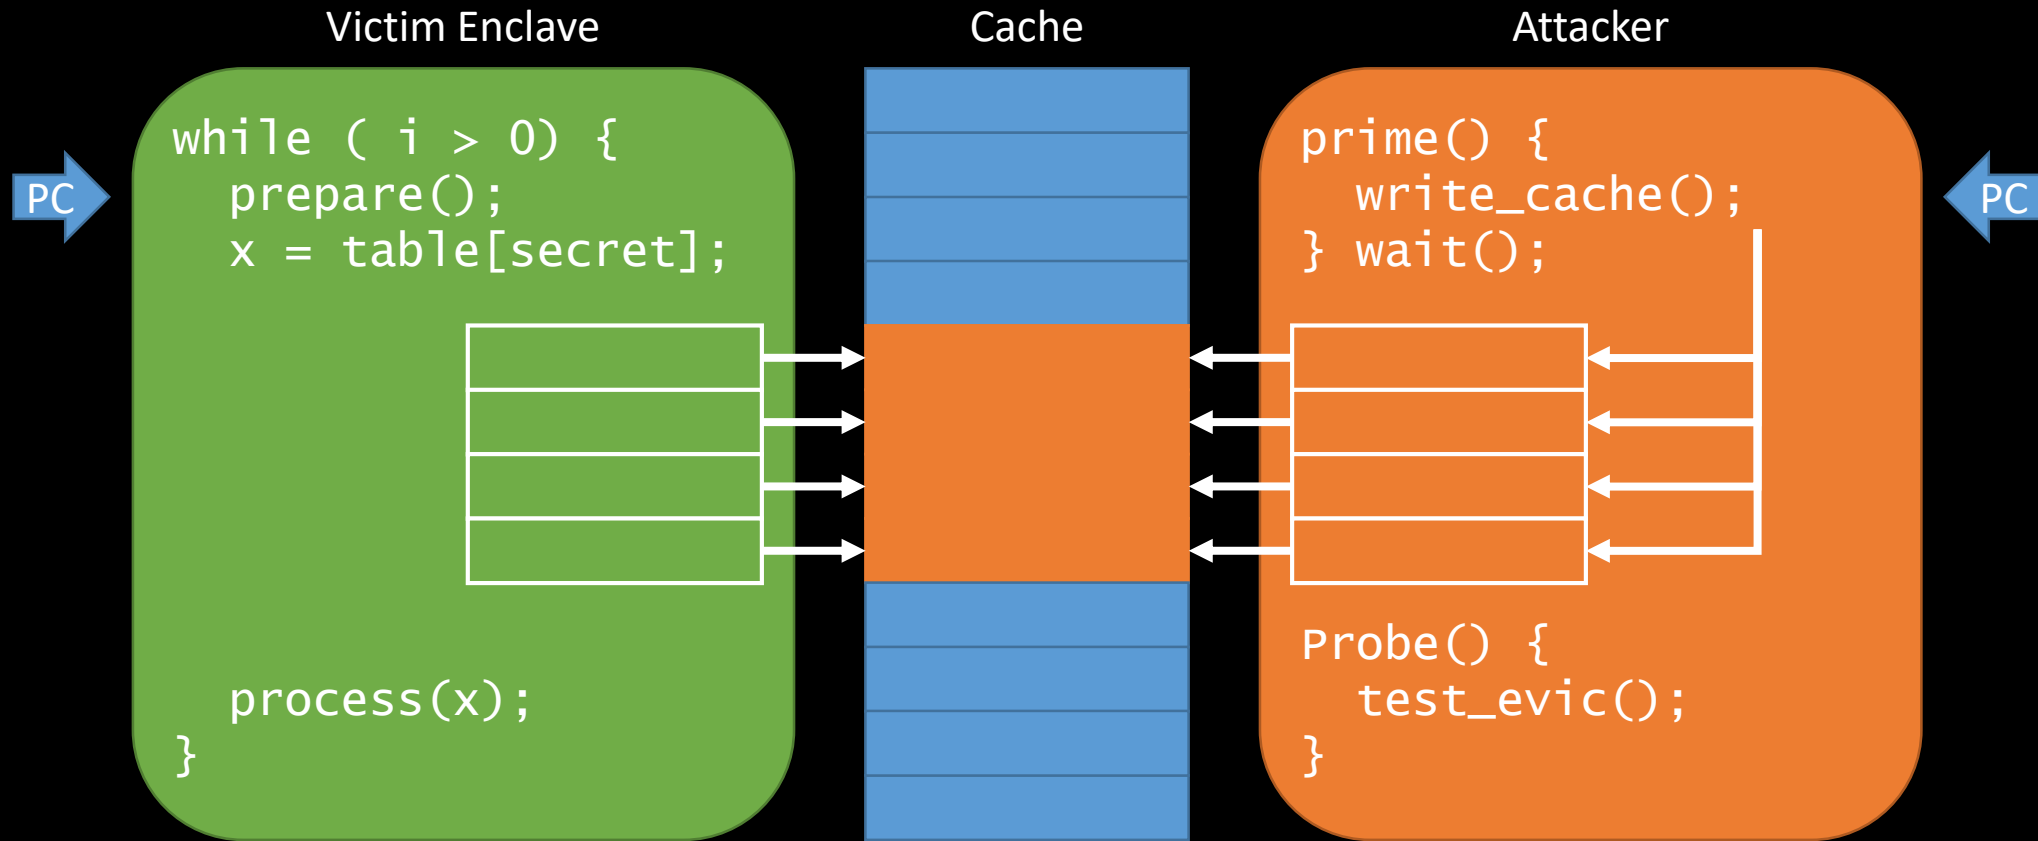 Victim Enclave
Cache
Attacker
PC
while ( i > 0) {
prepare();
x = table[secret];
process(x);
}
prime() {
write_cache();
} wait();
Probe() {
test_evic();
}
PC